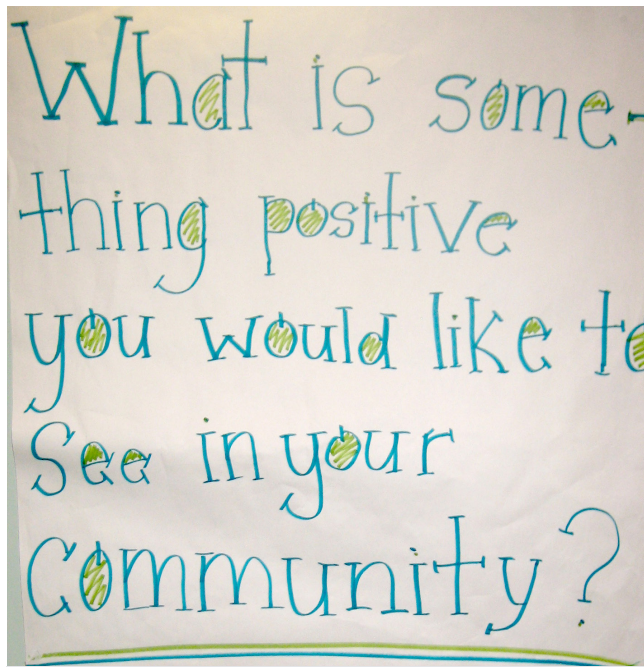 What is some-
thing positive
you would like to
See in your
Community?